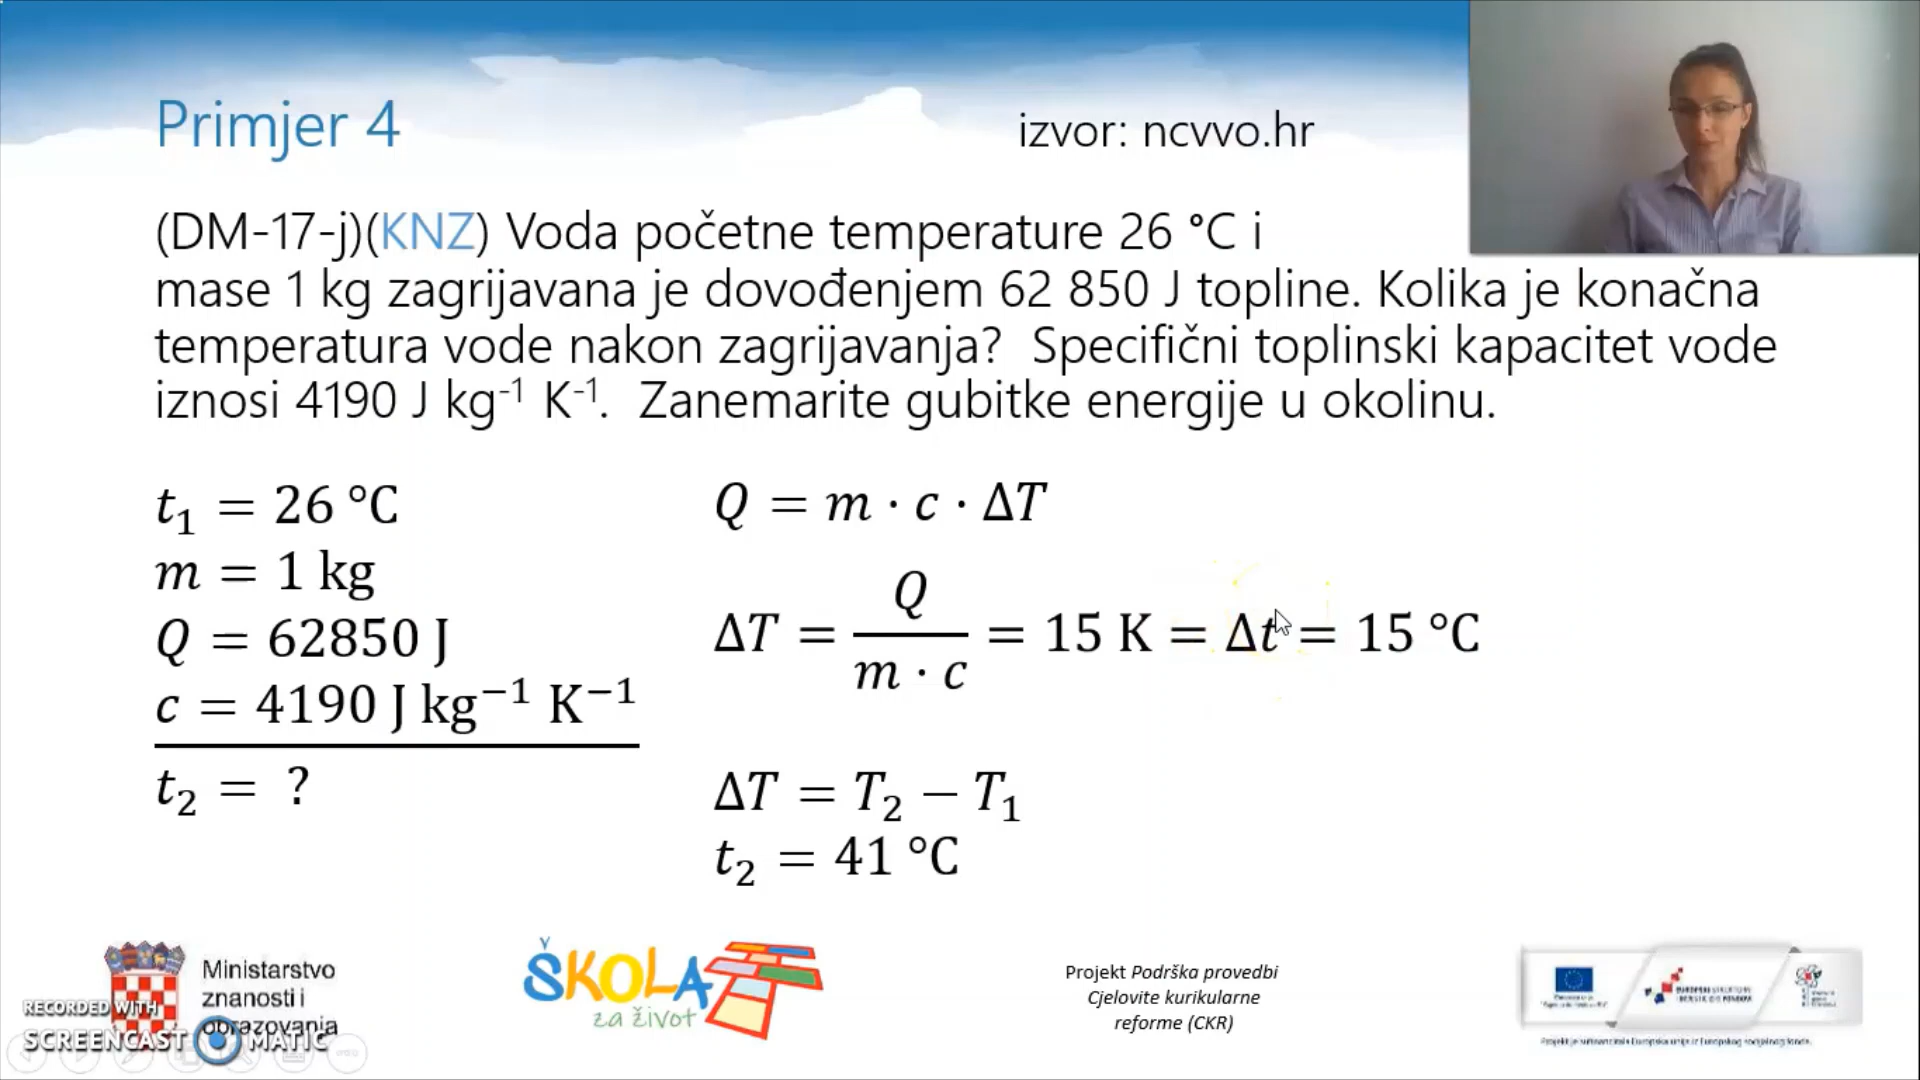 Primjer 4
izvor: ncvvo.hr
(DM-17-j)(KNZ) Voda početne temperature 26 °C i
mase 1 kg zagrijavana je dovođenjem 62 850 J topline. Kolika je konačna
temperatura vode nakon zagrijavanja? Specifični toplinski kapacitet vode
iznosi 4190 J kg⁻¹ K⁻¹. Zanemarite gubitke energije u okolinu.
t₁ = 26 °C
m = 1 kg
Q = 62850 J
c = 4190 J kg⁻¹ K⁻¹
t₂ = ?
Q = m · c · ΔT
ΔT = Q / (m · c) = 15 K = Δt = 15 °C
ΔT = T₂ − T₁
t₂ = 41 °C
Ministarstvo
znanosti i
obrazovanja
RECORDED WITH
SCREENCAST MATIC
ŠKOLA
za život
Projekt Podrška provedbi
Cjelovite kurikularne
reforme (CKR)